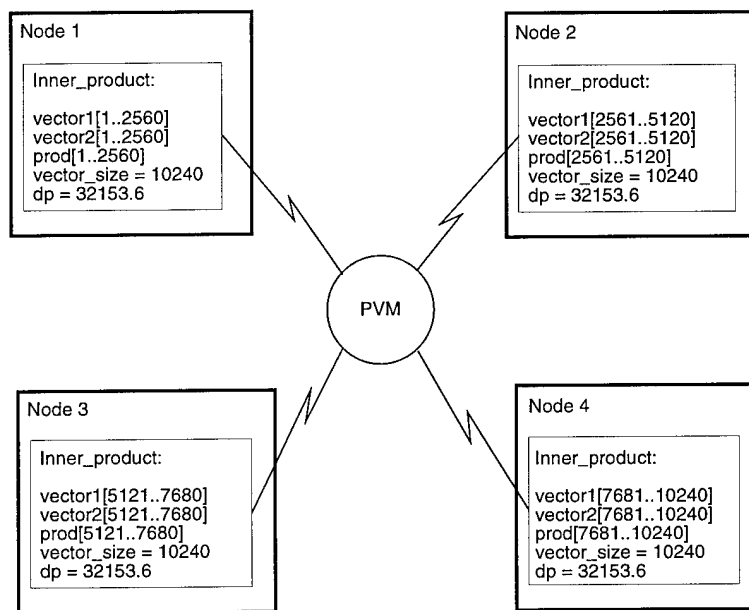 Node 1
Inner_product:
vector1[1..2560]
vector2[1..2560]
prod[1..2560]
vector_size = 10240
dp = 32153.6
Node 2
Inner_product:
vector1[2561..5120]
vector2[2561..5120]
prod[2561..5120]
vector_size = 10240
dp = 32153.6
PVM
Node 3
Inner_product:
vector1[5121..7680]
vector2[5121..7680]
prod[5121..7680]
vector_size = 10240
dp = 32153.6
Node 4
Inner_product:
vector1[7681..10240]
vector2[7681..10240]
prod[7681..10240]
vector_size = 10240
dp = 32153.6